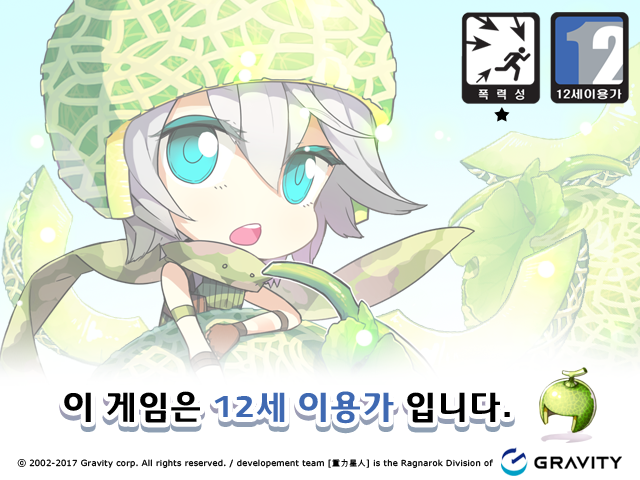 폭력성
12
12세이용가
이 게임은 12세 이용가 입니다.
ⓒ 2002-2017 Gravity corp. All rights reserved. / developement team [重力星人] is the Ragnarok Division of
GRAVITY